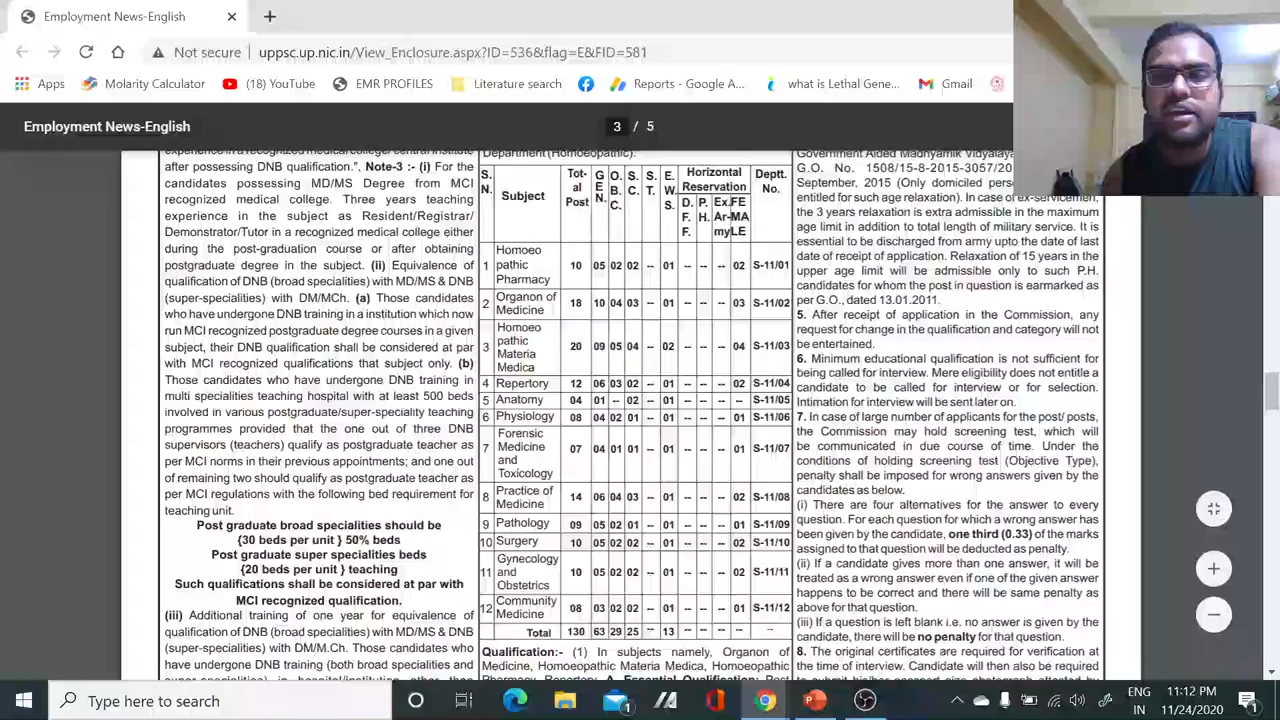 Employment News-English
Not secure | uppsc.up.nic.in/View_Enclosure.aspx?ID=536&flag=E&FID=581
Apps Molarity Calculator (18) YouTube EMR PROFILES Literature search Reports - Google A... what is Lethal Gene... Gmail
Employment News-English 3 / 5
after possessing DNB qualification.", Note-3 :- (i) For the
candidates possessing MD/MS Degree from MCI
recognized medical college. Three years teaching
experience in the subject as Resident/Registrar/
Demonstrator/Tutor in a recognized medical college either
during the post-graduation course or after obtaining
postgraduate degree in the subject. (ii) Equivalence of
qualification of DNB (broad specialities) with MD/MS & DNB
(super-specialities) with DM/MCh. (a) Those candidates
who have undergone DNB training in a institution which now
run MCI recognized postgraduate degree courses in a given
subject, their DNB qualification shall be considered at par
with MCI recognized qualifications that subject only. (b)
Those candidates who have undergone DNB training in
multi specialities teaching hospital with at least 500 beds
involved in various postgraduate/super-speciality teaching
programmes provided that the one out of three DNB
supervisors (teachers) qualify as postgraduate teacher as
per MCI norms in their previous appointments; and one out
of remaining two should qualify as postgraduate teacher as
per MCI regulations with the following bed requirement for
teaching unit.
Post graduate broad specialities should be
{30 beds per unit } 50% beds
Post graduate super specialities beds
{20 beds per unit } teaching
Such qualifications shall be considered at par with
MCI recognized qualification.
(iii) Additional training of one year for equivalence of
qualification of DNB (broad specialities) with MD/MS & DNB
(super-specialities) with DM/M.Ch. Those candidates who
have undergone DNB training (both broad specialities and
Department (Homoeopathic).
S. N. Subject Tot-al Post G E N. O. B. C. S. C. S. T. E. W. S. Horizontal Reservation Deptt. No.
D. F. F. P. H. Ex. Ar-my FE MA LE
1 Homoeo pathic Pharmacy 10 05 02 02 -- 01 -- -- -- 02 S-11/01
2 Organon of Medicine 18 10 04 03 -- 01 -- -- -- 03 S-11/02
3 Homoeo pathic Materia Medica 20 09 05 04 -- 02 -- -- -- 04 S-11/03
4 Repertory 12 06 03 02 -- 01 -- -- -- 02 S-11/04
5 Anatomy 04 01 -- 02 -- 01 -- -- -- -- S-11/05
6 Physiology 08 04 02 01 -- 01 -- -- -- 01 S-11/06
7 Forensic Medicine and Toxicology 07 04 01 01 -- 01 -- -- -- 01 S-11/07
8 Practice of Medicine 14 06 04 03 -- 01 -- -- -- 02 S-11/08
9 Pathology 09 05 02 01 -- 01 -- -- -- 01 S-11/09
10 Surgery 10 05 02 02 -- 01 -- -- -- 02 S-11/10
11 Gynecology and Obstetrics 10 05 02 02 -- 01 -- -- -- 02 S-11/11
12 Community Medicine 08 03 02 02 -- 01 -- -- -- 01 S-11/12
Total 130 63 29 25 -- 13 -- -- -- -- --
Qualification:- (1) In subjects namely, Organon of
Medicine, Homoeopathic Materia Medica, Homoeopathic
Government Aided Madhyamik Vidyalaya
G.O. No. 1508/15-8-2015-3057/20
September, 2015 (Only domiciled pers
entitled for such age relaxation). In case of ex-servicemen,
the 3 years relaxation is extra admissible in the maximum
age limit in addition to total length of military service. It is
essential to be discharged from army upto the date of last
date of receipt of application. Relaxation of 15 years in the
upper age limit will be admissible only to such P.H.
candidates for whom the post in question is earmarked as
per G.O., dated 13.01.2011.
5. After receipt of application in the Commission, any
request for change in the qualification and category will not
be entertained.
6. Minimum educational qualification is not sufficient for
being called for interview. Mere eligibility does not entitle a
candidate to be called for interview or for selection.
Intimation for interview will be sent later on.
7. In case of large number of applicants for the post/ posts,
the Commission may hold screening test, which will
be communicated in due course of time. Under the
conditions of holding screening test (Objective Type),
penalty shall be imposed for wrong answers given by the
candidates as below.
(i) There are four alternatives for the answer to every
question. For each question for which a wrong answer has
been given by the candidate, one third (0.33) of the marks
assigned to that question will be deducted as penalty.
(ii) If a candidate gives more than one answer, it will be
treated as a wrong answer even if one of the given answer
happens to be correct and there will be same penalty as
above for that question.
(iii) If a question is left blank i.e. no answer is given by the
candidate, there will be no penalty for that question.
8. The original certificates are required for verification at
the time of interview. Candidate will then also be required
Type here to search
ENG
IN
11:12 PM
11/24/2020